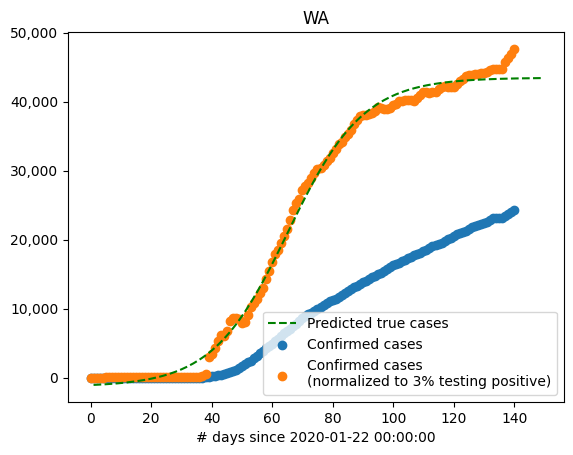 WA
50,000
40,000
30,000
20,000
10,000
0
Predicted true cases
Confirmed cases
Confirmed cases
(normalized to 3% testing positive)
0 20 40 60 80 100 120 140
# days since 2020-01-22 00:00:00